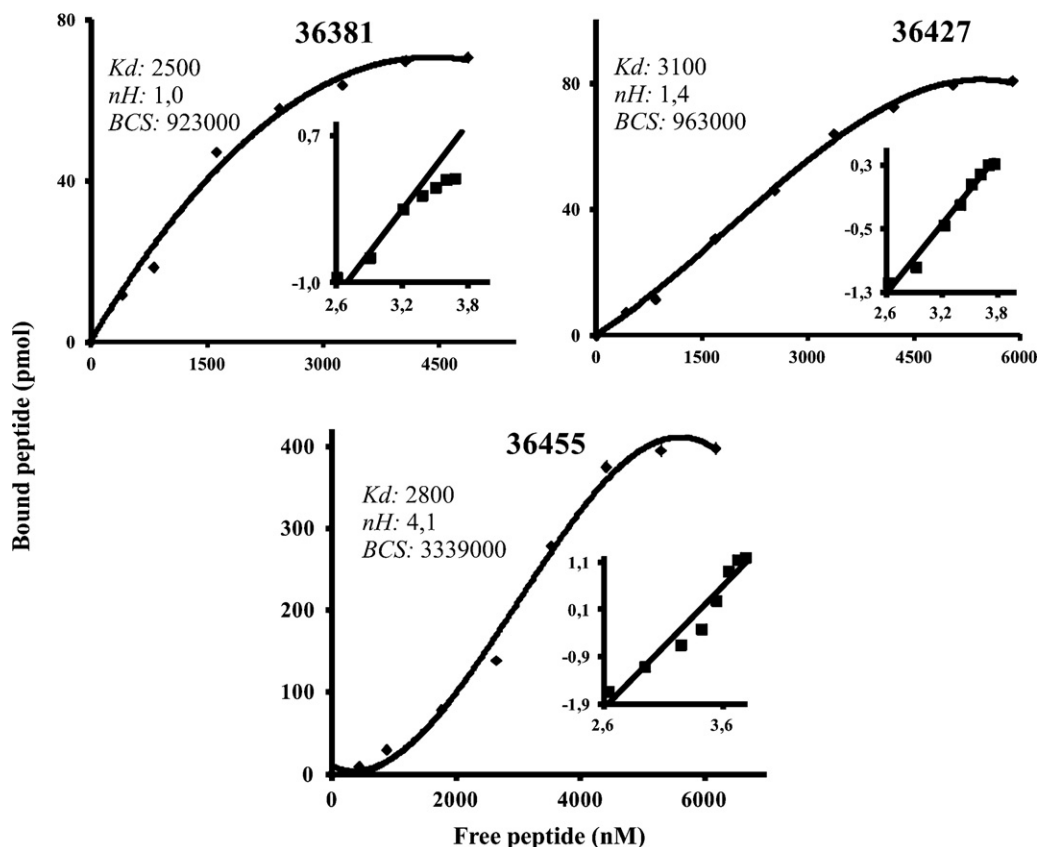 36381
Kd: 2500
nH: 1,0
BCS: 923000
80
40
0
0 1500 3000 4500
0,7
-1,0
2,6 3,2 3,8
36427
Kd: 3100
nH: 1,4
BCS: 963000
80
40
0
0 1500 3000 4500 6000
0,3
-0,5
-1,3
2,6 3,2 3,8
Bound peptide (pmol)
36455
Kd: 2800
nH: 4,1
BCS: 3339000
400
300
200
100
0
0 2000 4000 6000
1,1
0,1
-0,9
-1,9
2,6 3,6
Free peptide (nM)